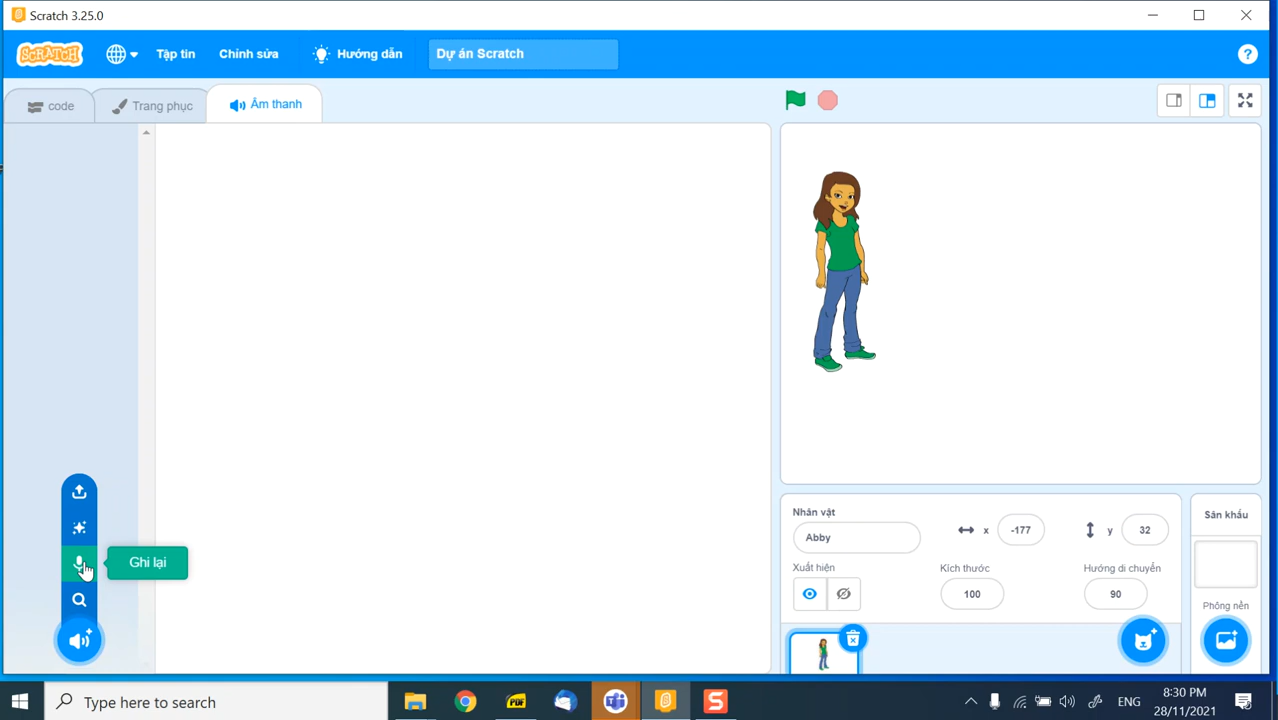 Scratch 3.25.0
SCRATCH
Tập tin
Chỉnh sửa
Hướng dẫn
Dự án Scratch
?
code
Trang phục
Âm thanh
Ghi lại
Nhân vật
Abby
x
-177
y
32
Xuất hiện
Kích thước
Hướng di chuyển
100
90
Sân khấu
Phông nền
Type here to search
PDF
S
ENG
8:30 PM
28/11/2021